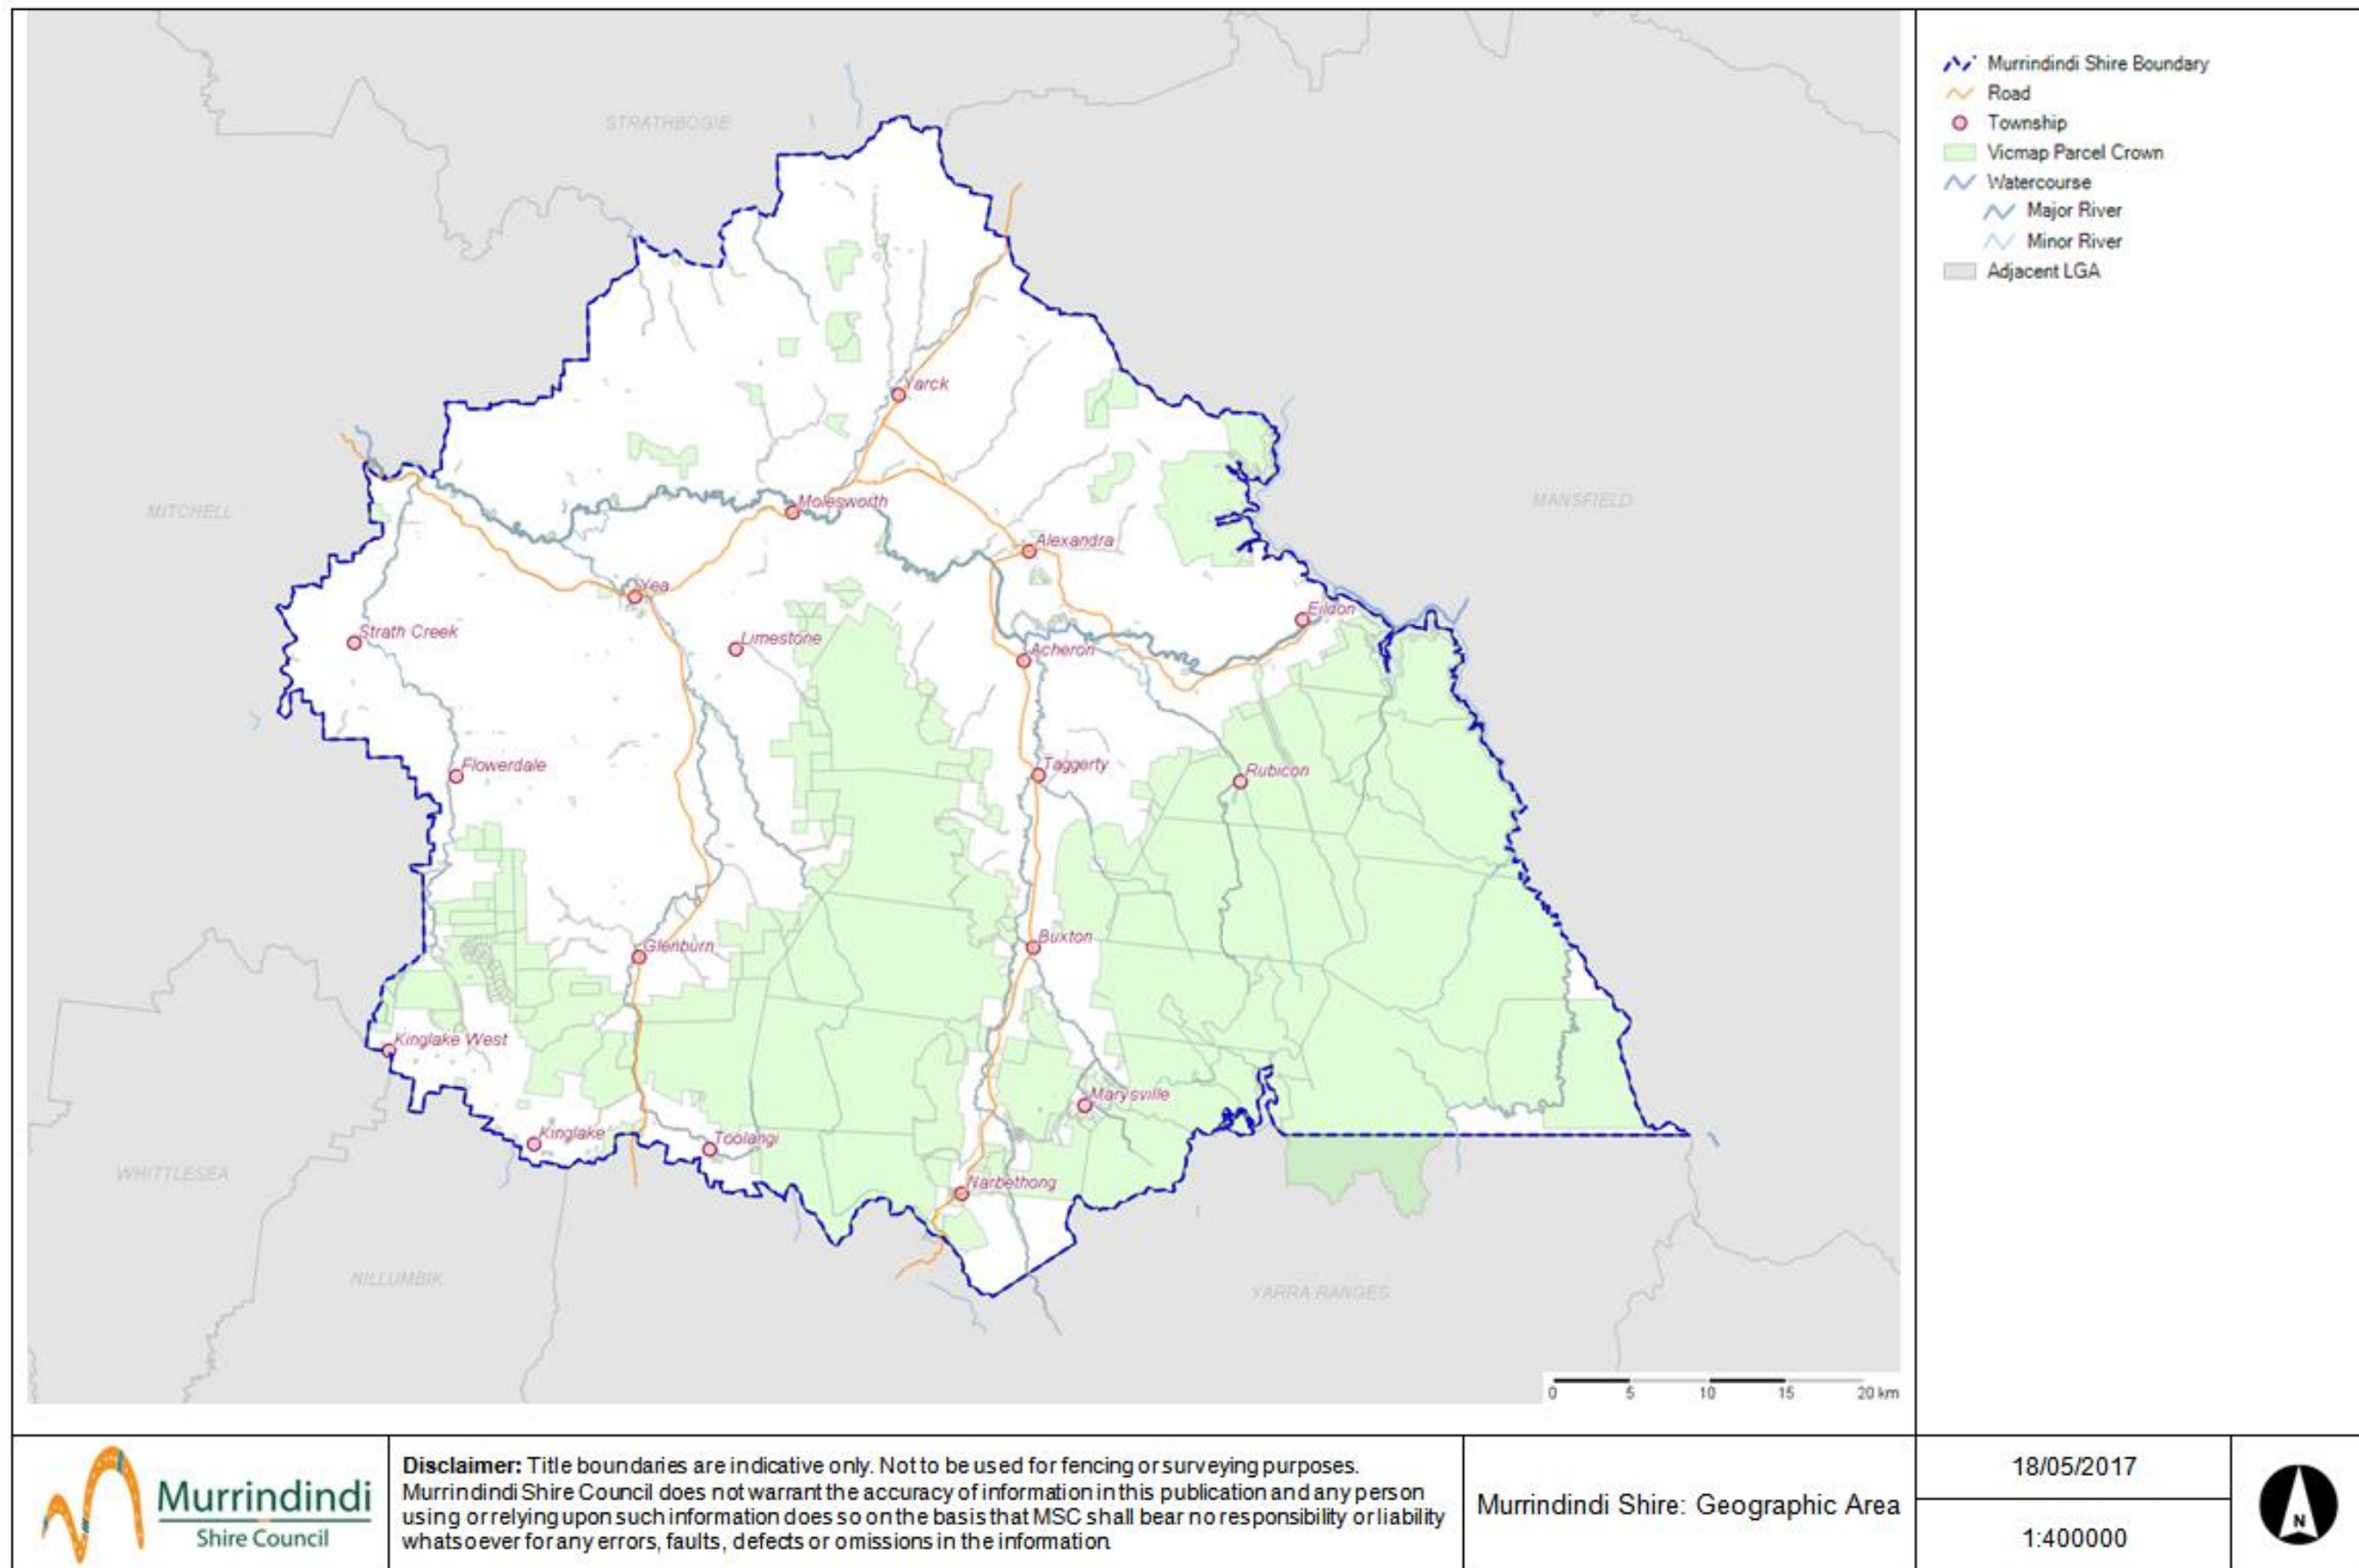 STRATHBOGIE
MITCHELL
MANSFIELD
WHITTLESEA
NILLUMBIK
YARRA RANGES
Yarck
Molesworth
Alexandra
Yea
Eildon
Strath Creek
Limestone
Acheron
Flowerdale
Taggerty
Rubicon
Buxton
Glenburn
Kinglake West
Marysville
Kinglake
Toolangi
Narbethong
0 5 10 15 20 km
Murrindindi Shire Boundary
Road
Township
Vicmap Parcel Crown
Watercourse
Major River
Minor River
Adjacent LGA
Murrindindi
Shire Council
Disclaimer: Title boundaries are indicative only. Not to be used for fencing or surveying purposes.
Murrindindi Shire Council does not warrant the accuracy of information in this publication and any person
using or relying upon such information does so on the basis that MSC shall bear no responsibility or liability
whatsoever for any errors, faults, defects or omissions in the information.
Murrindindi Shire: Geographic Area
18/05/2017
1:400000
N